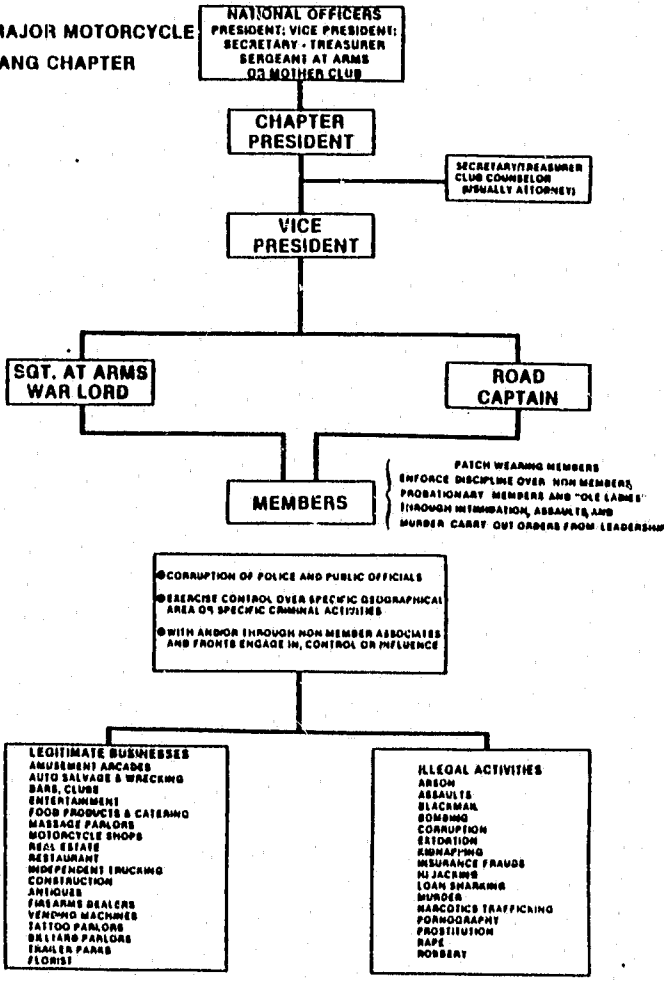 MAJOR MOTORCYCLE
GANG CHAPTER
NATIONAL OFFICERS
PRESIDENT; VICE PRESIDENT;
SECRETARY - TREASURER
SERGEANT AT ARMS
OR MOTHER CLUB
CHAPTER
PRESIDENT
SECRETARY/TREASURER
CLUB COUNSELOR
(USUALLY ATTORNEY)
VICE
PRESIDENT
SGT. AT ARMS
WAR LORD
ROAD
CAPTAIN
MEMBERS
PATCH WEARING MEMBERS
ENFORCE DISCIPLINE OVER NON MEMBERS,
PROBATIONARY MEMBERS AND "OLE LADIES"
THROUGH INTIMIDATION, ASSAULTS, AND
MURDER CARRY OUT ORDERS FROM LEADERSHIP
●CORRUPTION OF POLICE AND PUBLIC OFFICIALS
●EXERCISE CONTROL OVER SPECIFIC GEOGRAPHICAL
AREA OR SPECIFIC CRIMINAL ACTIVITIES
●WITH AND/OR THROUGH NON MEMBER ASSOCIATES
AND FRONTS ENGAGE IN, CONTROL OR INFLUENCE
LEGITIMATE BUSINESSES
AMUSEMENT ARCADES
AUTO SALVAGE & WRECKING
BARS, CLUBS
ENTERTAINMENT
FOOD PRODUCTS & CATERING
MASSAGE PARLORS
MOTORCYCLE SHOPS
REAL ESTATE
RESTAURANT
INDEPENDENT TRUCKING
CONSTRUCTION
ANTIQUES
FIREARMS DEALERS
VENDING MACHINES
TATTOO PARLORS
BILLIARD PARLORS
TRAILER PARKS
FLORIST
ILLEGAL ACTIVITIES
ARSON
ASSAULTS
BLACKMAIL
BOMBING
CORRUPTION
EXTORTION
KIDNAPPING
INSURANCE FRAUDS
HIJACKING
LOAN SHARKING
MURDER
NARCOTICS TRAFFICKING
PORNOGRAPHY
PROSTITUTION
RAPE
ROBBERY